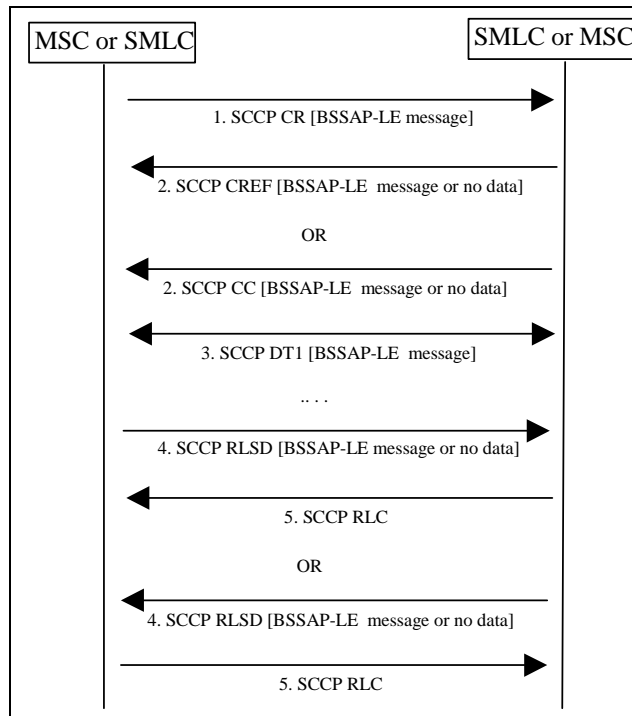 MSC or SMLC
SMLC or MSC
1. SCCP CR [BSSAP-LE message]
2. SCCP CREF [BSSAP-LE message or no data]
OR
2. SCCP CC [BSSAP-LE message or no data]
3. SCCP DT1 [BSSAP-LE message]
.. . .
4. SCCP RLSD [BSSAP-LE message or no data]
5. SCCP RLC
OR
4. SCCP RLSD [BSSAP-LE message or no data]
5. SCCP RLC